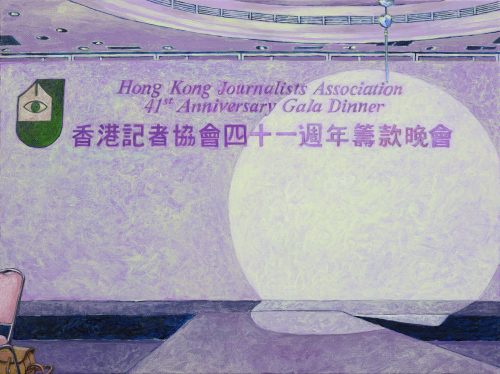 Hong Kong Journalists Association
41st Anniversary Gala Dinner
香港記者協會四十一週年籌款晚會